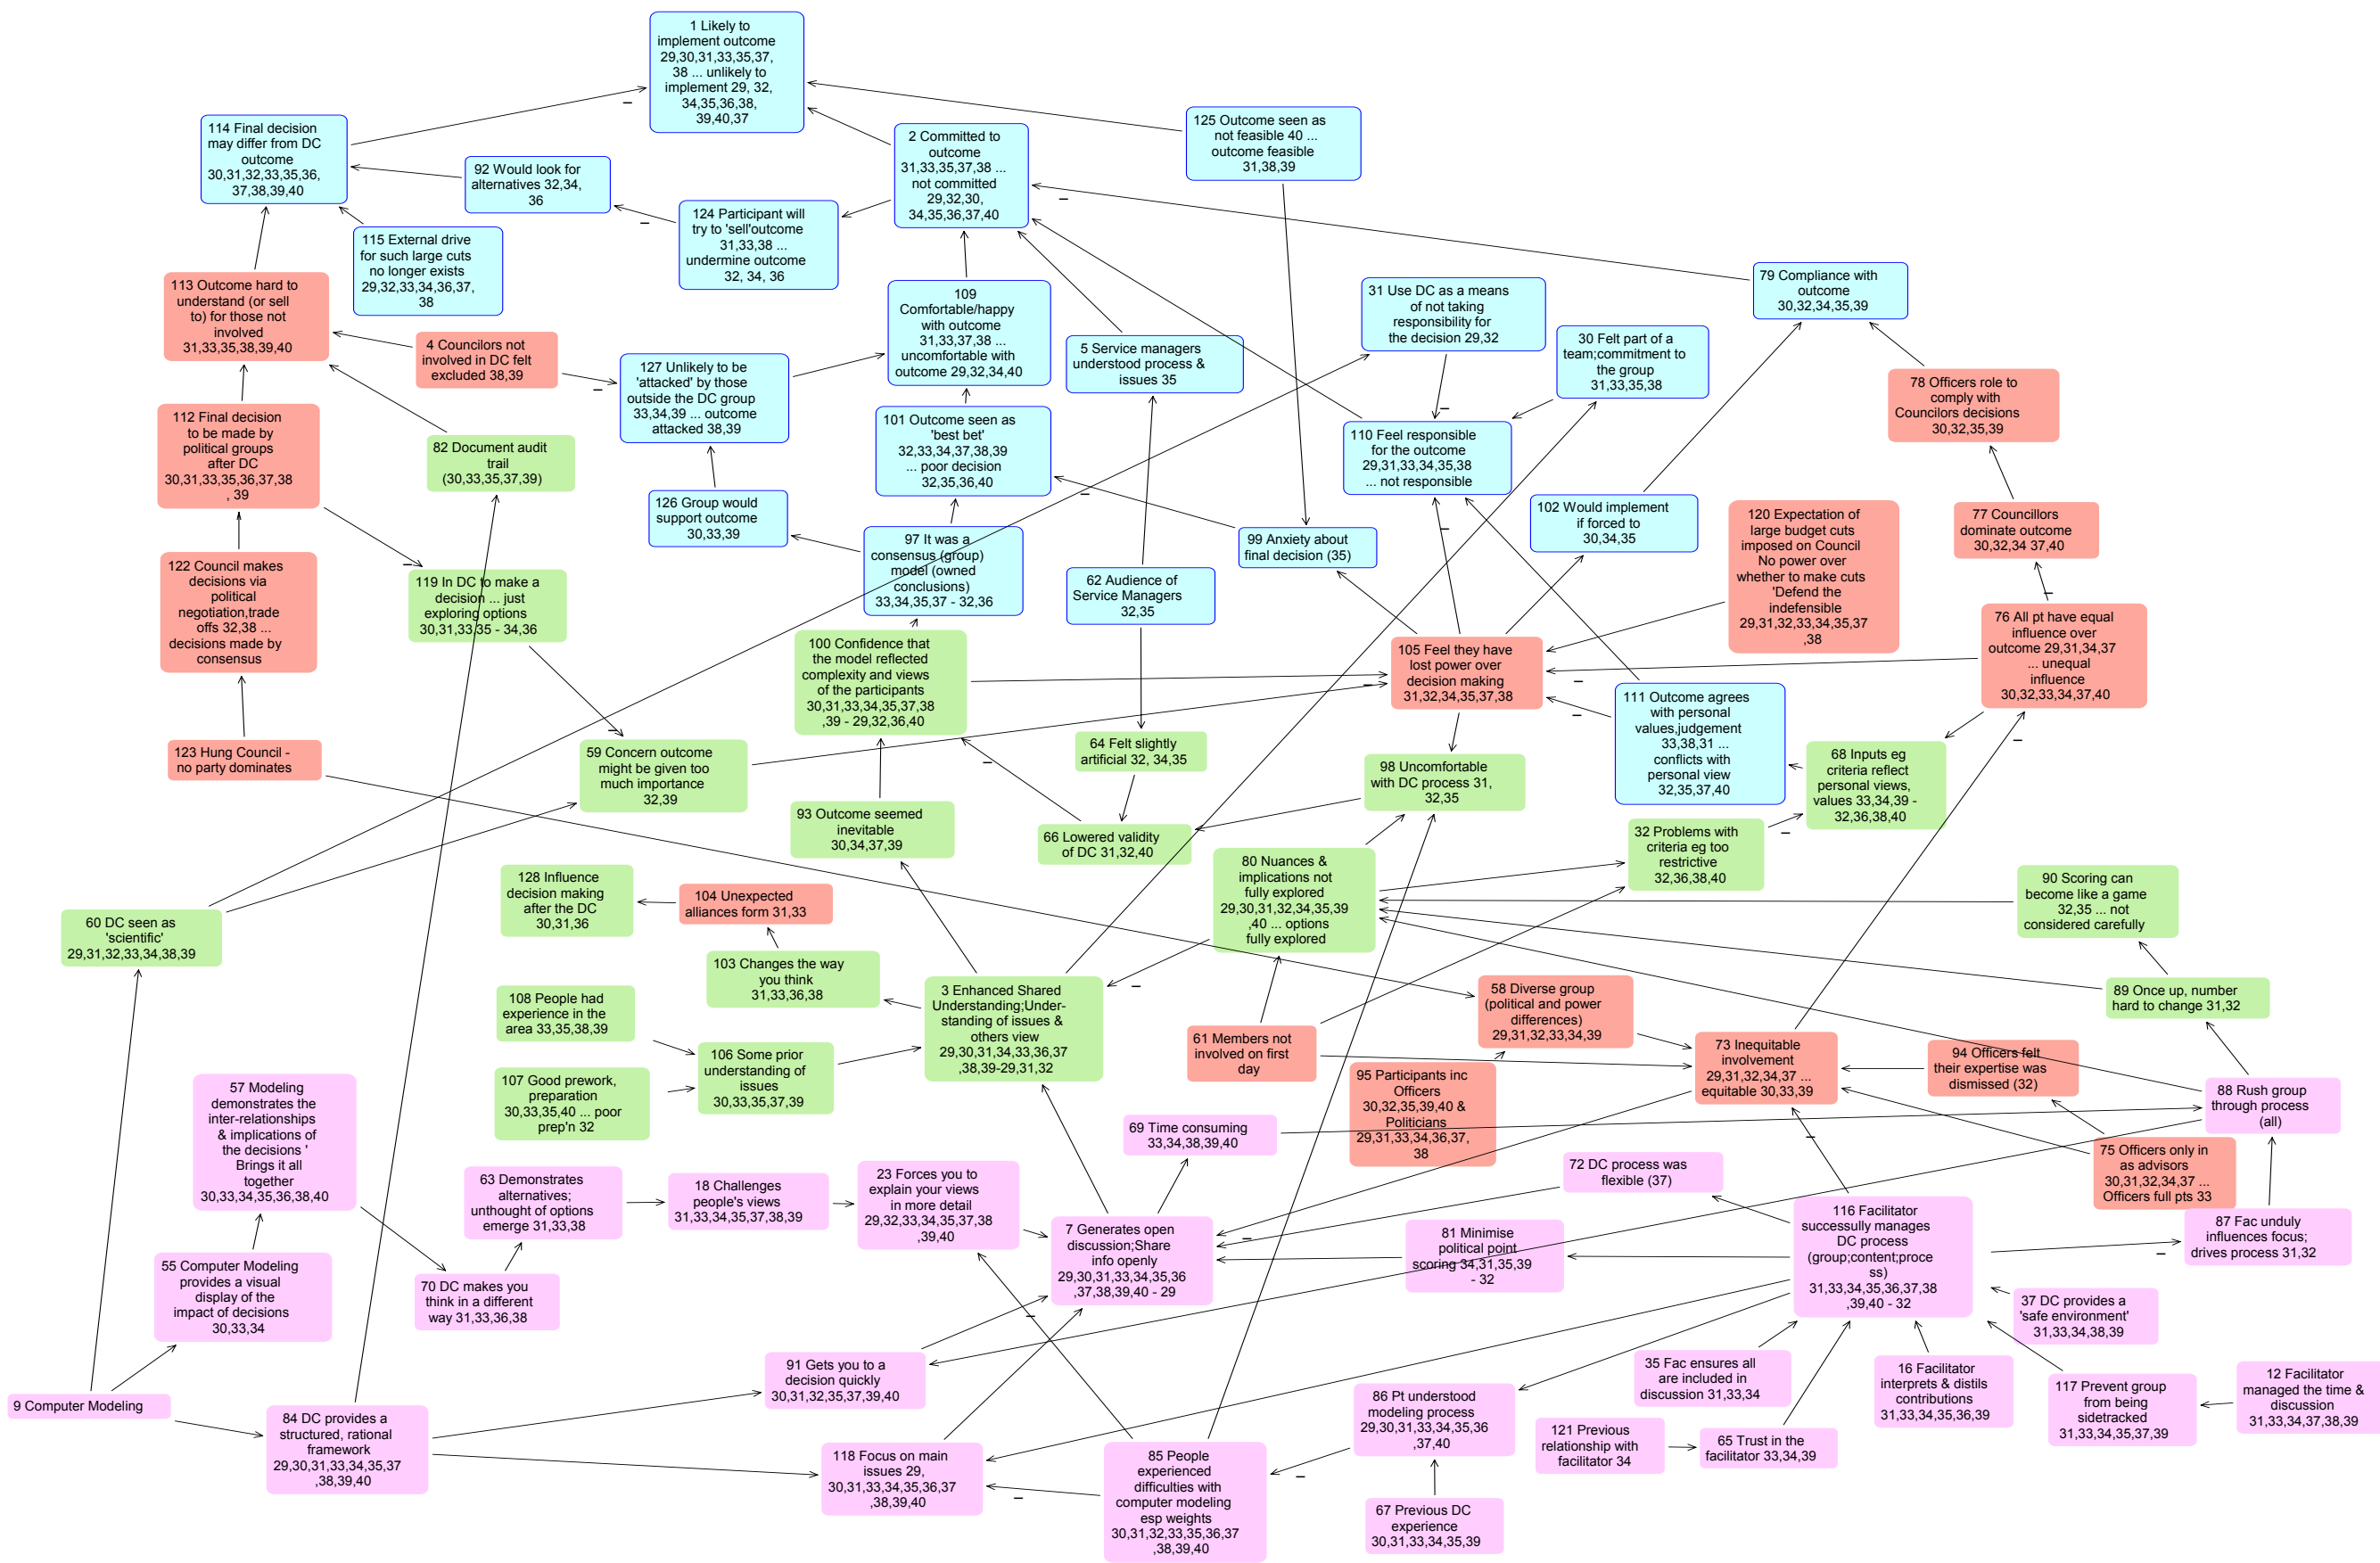 1 Likely to
implement outcome
29,30,31,33,35,37,
38 ... unlikely to
implement 29, 32,
34,35,36,38,
39,40,37
114 Final decision
may differ from DC
outcome
30,31,32,33,35,36,
37,38,39,40
92 Would look for
alternatives 32,34,
36
2 Committed to
outcome
31,33,35,37,38 ...
not committed
29,32,30,
34,35,36,37,40
125 Outcome seen as
not feasible 40 ...
outcome feasible
31,38,39
124 Participant will
try to 'sell'outcome
31,33,38 ...
undermine outcome
32, 34, 36
115 External drive
for such large cuts
no longer exists
29,32,33,34,36,37,
38
113 Outcome hard to
understand (or sell
to) for those not
involved
31,33,35,38,39,40
109
Comfortable/happy
with outcome
31,33,37,38 ...
uncomfortable with
outcome 29,32,34,40
31 Use DC as a means
of not taking
responsibility for
the decision 29,32
79 Compliance with
outcome
30,32,34,35,39
4 Councilors not
involved in DC felt
excluded 38,39
127 Unlikely to be
'attacked' by those
outside the DC group
33,34,39 ... outcome
attacked 38,39
5 Service managers
understood process &
issues 35
30 Felt part of a
team;commitment to
the group
31,33,35,38
78 Officers role to
comply with
Councilors decisions
30,32,35,39
112 Final decision
to be made by
political groups
after DC
30,31,33,35,36,37,38
, 39
82 Document audit
trail
(30,33,35,37,39)
101 Outcome seen as
'best bet'
32,33,34,37,38,39
... poor decision
32,35,36,40
110 Feel responsible
for the outcome
29,31,33,34,35,38
... not responsible
126 Group would
support outcome
30,33,39
97 It was a
consensus (group)
model (owned
conclusions)
33,34,35,37 - 32,36
99 Anxiety about
final decision (35)
102 Would implement
if forced to
30,34,35
120 Expectation of
large budget cuts
imposed on Council
No power over
whether to make cuts
'Defend the
indefensible
29,31,32,33,34,35,37
,38
77 Councillors
dominate outcome
30,32,34 37,40
122 Council makes
decisions via
political
negotiation,trade
offs 32,38 ...
decisions made by
consensus
119 In DC to make a
decision ... just
exploring options
30,31,33,35 - 34,36
62 Audience of
Service Managers
32,35
76 All pt have equal
influence over
outcome 29,31,34,37
... unequal
influence
30,32,33,34,37,40
100 Confidence that
the model reflected
complexity and views
of the participants
30,31,33,34,35,37,38
,39 - 29,32,36,40
105 Feel they have
lost power over
decision making
31,32,34,35,37,38
111 Outcome agrees
with personal
values,judgement
33,38,31 ...
conflicts with
personal view
32,35,37,40
123 Hung Council -
no party dominates
59 Concern outcome
might be given too
much importance
32,39
64 Felt slightly
artificial 32, 34,35
98 Uncomfortable
with DC process 31,
32,35
68 Inputs eg
criteria reflect
personal views,
values 33,34,39 -
32,36,38,40
93 Outcome seemed
inevitable
30,34,37,39
66 Lowered validity
of DC 31,32,40
32 Problems with
criteria eg too
restrictive
32,36,38,40
80 Nuances &
implications not
fully explored
29,30,31,32,34,35,39
,40 ... options
fully explored
90 Scoring can
become like a game
32,35 ... not
considered carefully
128 Influence
decision making
after the DC
30,31,36
104 Unexpected
alliances form 31,33
60 DC seen as
'scientific'
29,31,32,33,34,38,39
103 Changes the way
you think
31,33,36,38
3 Enhanced Shared
Understanding;Under-
standing of issues &
others view
29,30,31,34,33,36,37
,38,39-29,31,32
58 Diverse group
(political and power
differences)
29,31,32,33,34,39
89 Once up, number
hard to change 31,32
108 People had
experience in the
area 33,35,38,39
106 Some prior
understanding of
issues
30,33,35,37,39
61 Members not
involved on first
day
73 Inequitable
involvement
29,31,32,34,37 ...
equitable 30,33,39
94 Officers felt
their expertise was
dismissed (32)
107 Good prework,
preparation
30,33,35,40 ... poor
prep'n 32
95 Participants inc
Officers
30,32,35,39,40 &
Politicians
29,31,33,34,36,37,
38
88 Rush group
through process
(all)
57 Modeling
demonstrates the
inter-relationships
& implications of
the decisions '
Brings it all
together
30,33,34,35,36,38,40
69 Time consuming
33,34,38,39,40
75 Officers only in
as advisors
30,31,32,34,37 ...
Officers full pts 33
63 Demonstrates
alternatives;
unthought of options
emerge 31,33,38
18 Challenges
people's views
31,33,34,35,37,38,39
23 Forces you to
explain your views
in more detail
29,32,33,34,35,37,38
,39,40
72 DC process was
flexible (37)
7 Generates open
discussion;Share
info openly
29,30,31,33,34,35,36
,37,38,39,40 - 29
81 Minimise
political point
scoring 34,31,35,39
- 32
116 Facilitator
successully manages
DC process
(group;content;proce
ss)
31,33,34,35,36,37,38
,39,40 - 32
87 Fac unduly
influences focus;
drives process 31,32
55 Computer Modeling
provides a visual
display of the
impact of decisions
30,33,34
70 DC makes you
think in a different
way 31,33,36,38
37 DC provides a
'safe environment'
31,33,34,38,39
91 Gets you to a
decision quickly
30,31,32,35,37,39,40
35 Fac ensures all
are included in
discussion 31,33,34
16 Facilitator
interprets & distils
contributions
31,33,34,35,36,39
117 Prevent group
from being
sidetracked
31,33,34,35,37,39
12 Facilitator
managed the time &
discussion
31,33,34,37,38,39
9 Computer Modeling
84 DC provides a
structured, rational
framework
29,30,31,33,34,35,37
,38,39,40
86 Pt understood
modeling process
29,30,31,33,34,35,36
,37,40
121 Previous
relationship with
facilitator 34
65 Trust in the
facilitator 33,34,39
118 Focus on main
issues 29,
30,31,33,34,35,36,37
,38,39,40
85 People
experienced
difficulties with
computer modeling
esp weights
30,31,32,33,35,36,37
,38,39,40
67 Previous DC
experience
30,31,33,34,35,39